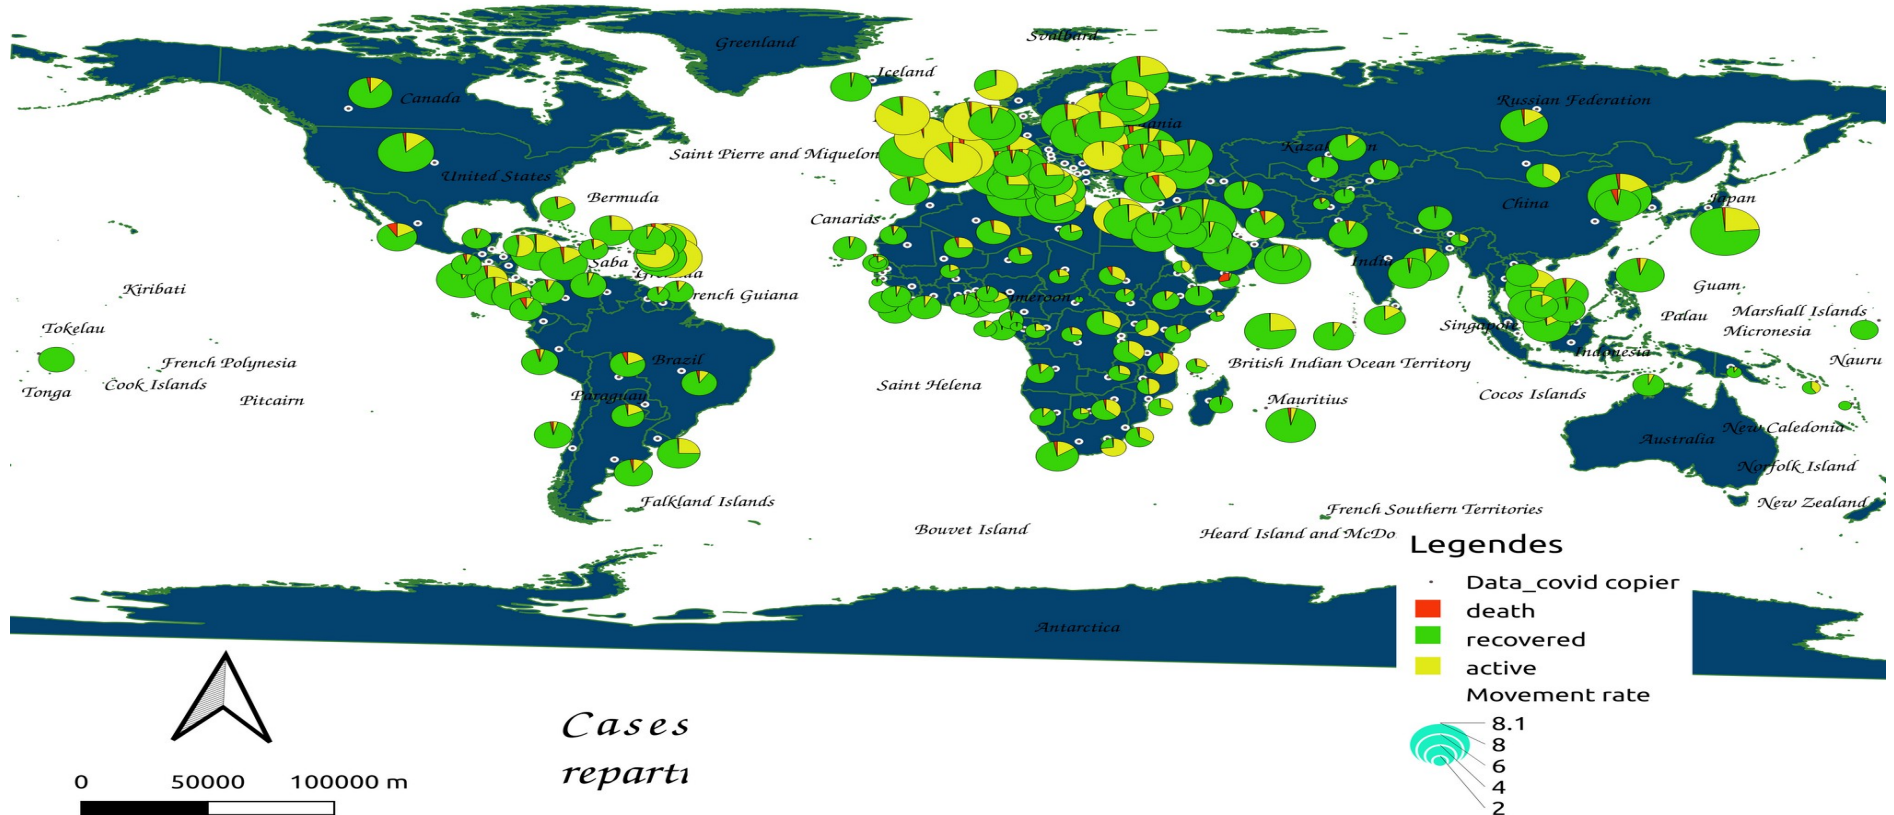 Greenland
Svalbard
Iceland
Canada
Russian Federation
Saint Pierre and Miquelon
United States
Bermuda
Canarids
China
Japan
India
Saba
French Guiana
Kiribati
Guam
Tokelau
Palau
Marshall Islands
Singapore
Micronesia
French Polynesia
Brazil
British Indian Ocean Territory
Indonesia
Nauru
Tonga
Cook Islands
Pitcairn
Saint Helena
Paraguay
Mauritius
Cocos Islands
New Caledonia
Australia
Norfolk Island
Falkland Islands
New Zealand
French Southern Territories
Bouvet Island
Heard Island and McDo
Antarctica
Legendes
Data_covid copier
death
recovered
active
Movement rate
8.1
8
6
4
2
Cases
reparti
0 50000 100000 m